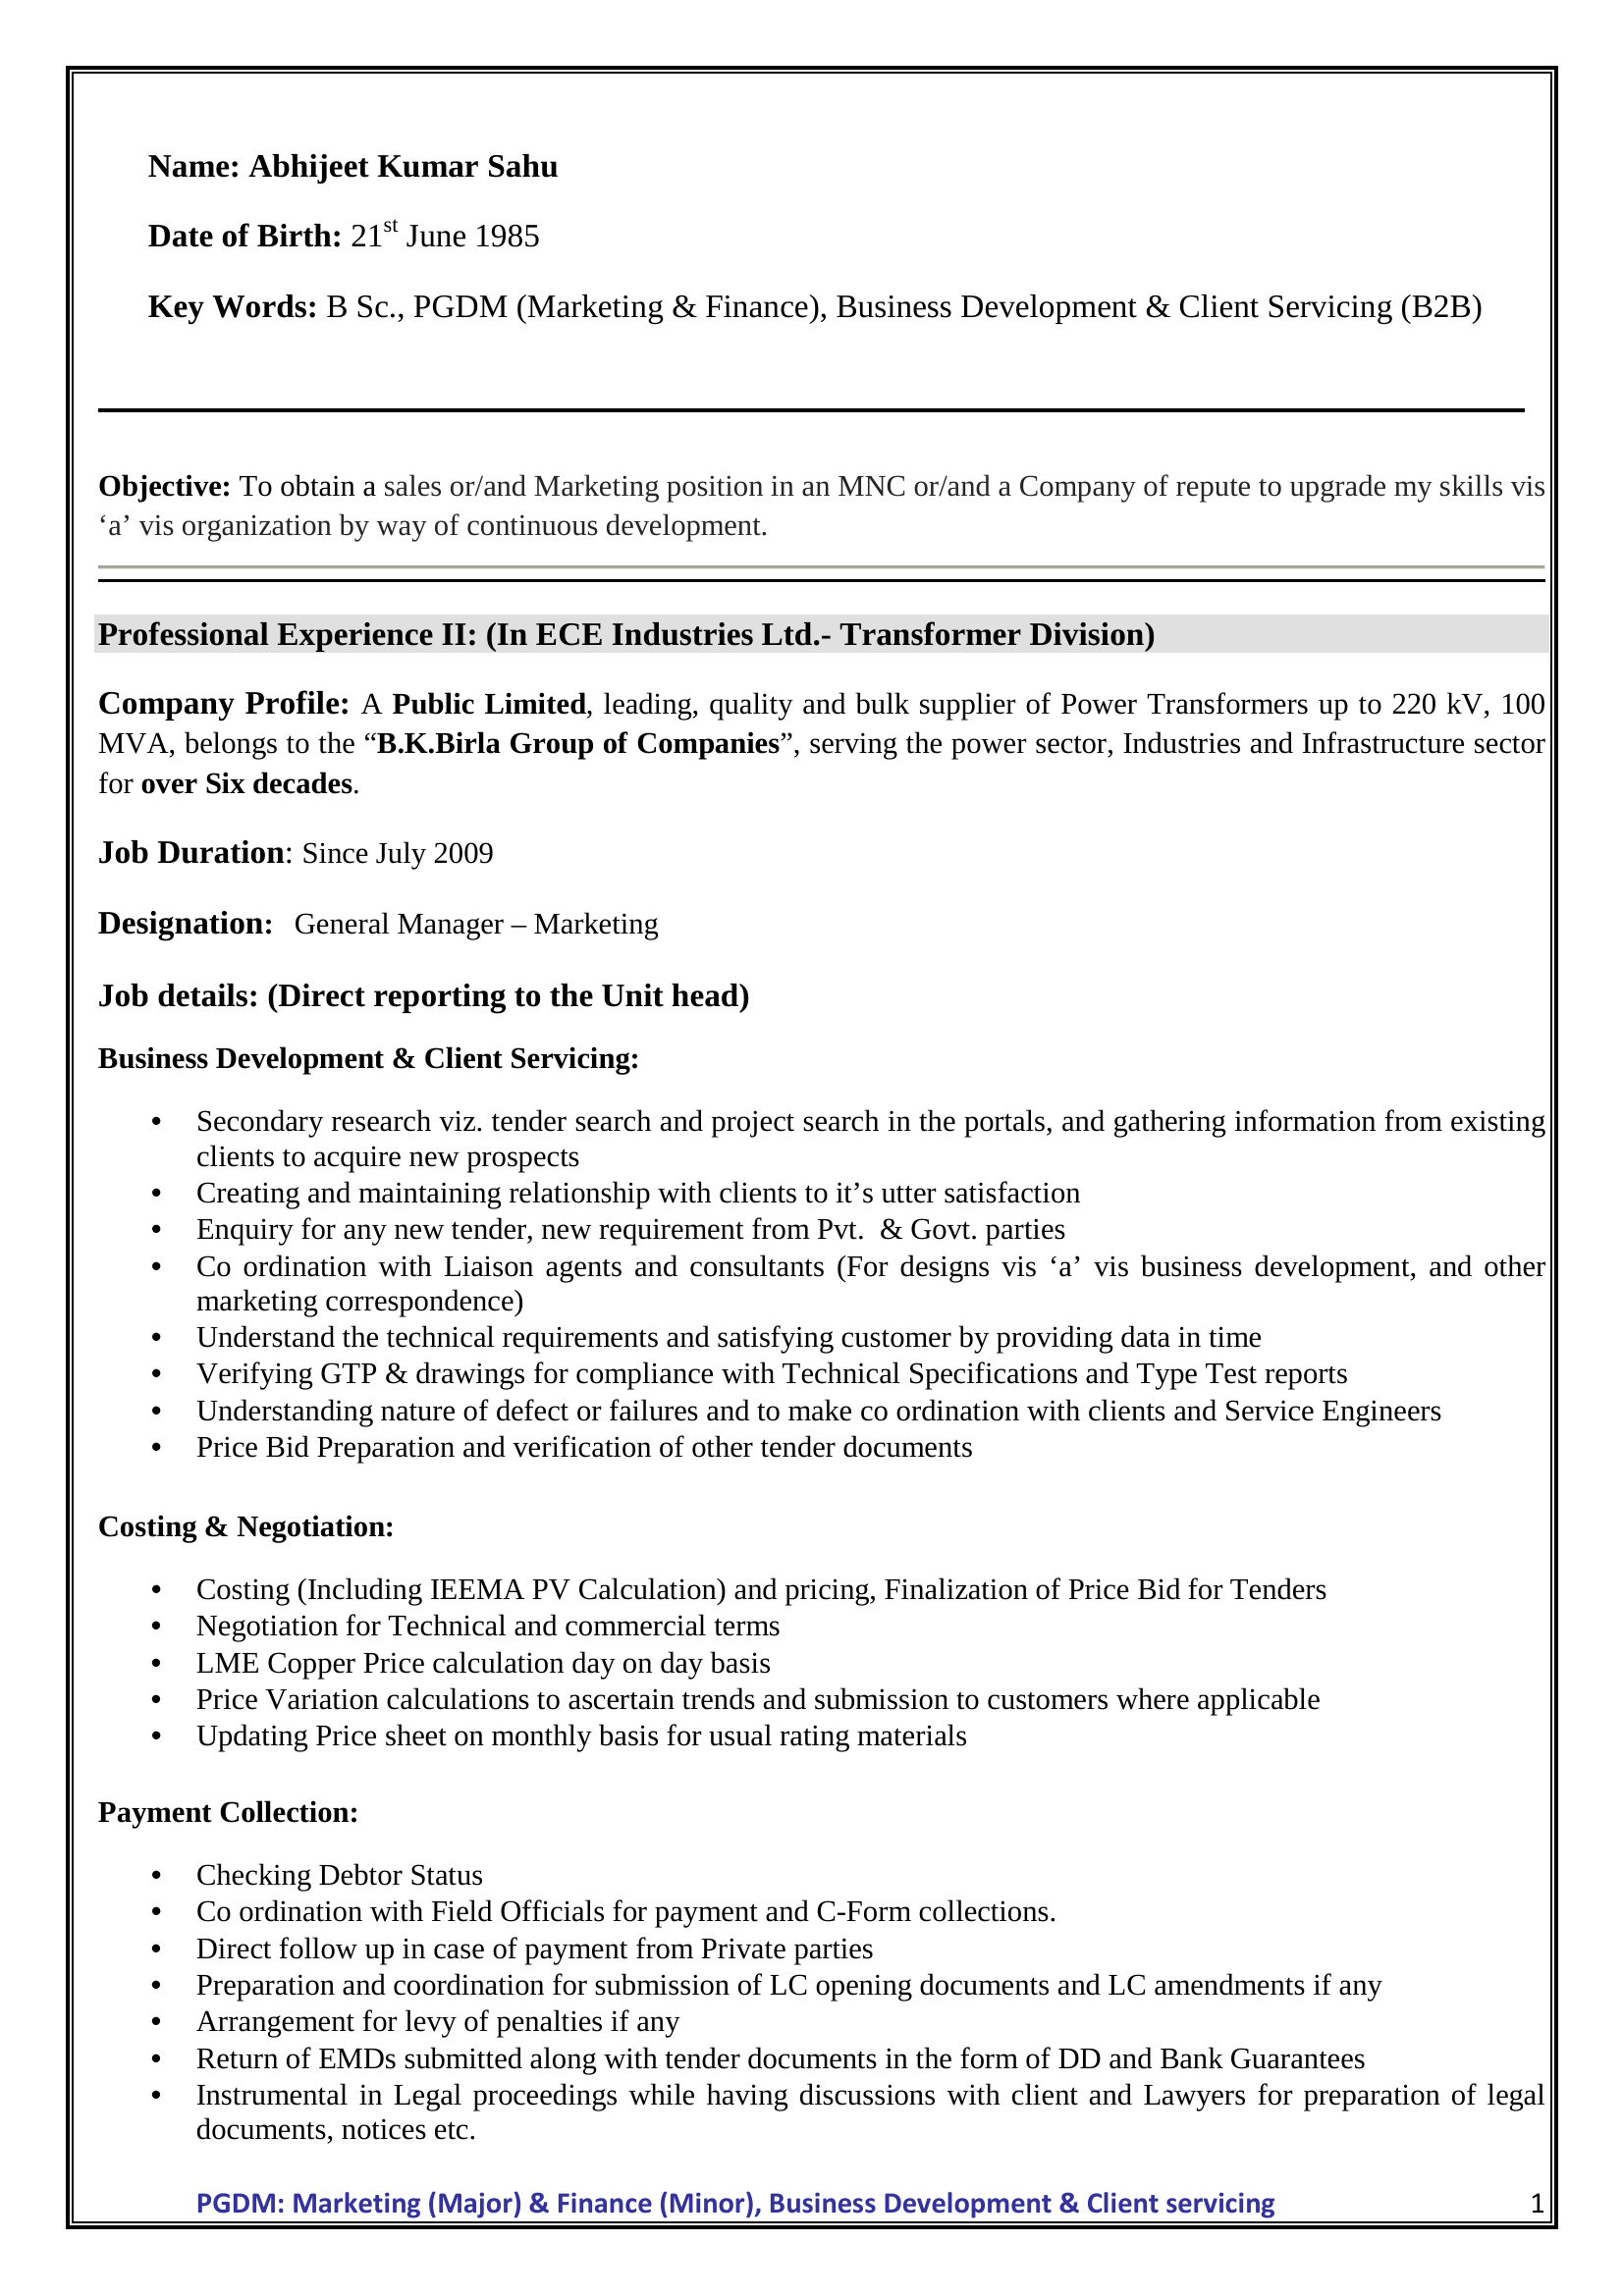 Name: Abhijeet Kumar Sahu
Date of Birth: 21st June 1985
Key Words: B Sc., PGDM (Marketing & Finance), Business Development & Client Servicing (B2B)
Objective: To obtain a sales or/and Marketing position in an MNC or/and a Company of repute to upgrade my skills vis
‘a’ vis organization by way of continuous development.
Professional Experience II: (In ECE Industries Ltd.- Transformer Division)
Company Profile: A Public Limited, leading, quality and bulk supplier of Power Transformers up to 220 kV, 100
MVA, belongs to the “B.K.Birla Group of Companies”, serving the power sector, Industries and Infrastructure sector
for over Six decades.
Job Duration: Since July 2009
Designation: General Manager – Marketing
Job details: (Direct reporting to the Unit head)
Business Development & Client Servicing:
• Secondary research viz. tender search and project search in the portals, and gathering information from existing
clients to acquire new prospects
• Creating and maintaining relationship with clients to it’s utter satisfaction
• Enquiry for any new tender, new requirement from Pvt. & Govt. parties
• Co ordination with Liaison agents and consultants (For designs vis ‘a’ vis business development, and other
marketing correspondence)
• Understand the technical requirements and satisfying customer by providing data in time
• Verifying GTP & drawings for compliance with Technical Specifications and Type Test reports
• Understanding nature of defect or failures and to make co ordination with clients and Service Engineers
• Price Bid Preparation and verification of other tender documents
Costing & Negotiation:
• Costing (Including IEEMA PV Calculation) and pricing, Finalization of Price Bid for Tenders
• Negotiation for Technical and commercial terms
• LME Copper Price calculation day on day basis
• Price Variation calculations to ascertain trends and submission to customers where applicable
• Updating Price sheet on monthly basis for usual rating materials
Payment Collection:
• Checking Debtor Status
• Co ordination with Field Officials for payment and C-Form collections.
• Direct follow up in case of payment from Private parties
• Preparation and coordination for submission of LC opening documents and LC amendments if any
• Arrangement for levy of penalties if any
• Return of EMDs submitted along with tender documents in the form of DD and Bank Guarantees
• Instrumental in Legal proceedings while having discussions with client and Lawyers for preparation of legal
documents, notices etc.
PGDM: Marketing (Major) & Finance (Minor), Business Development & Client servicing 1